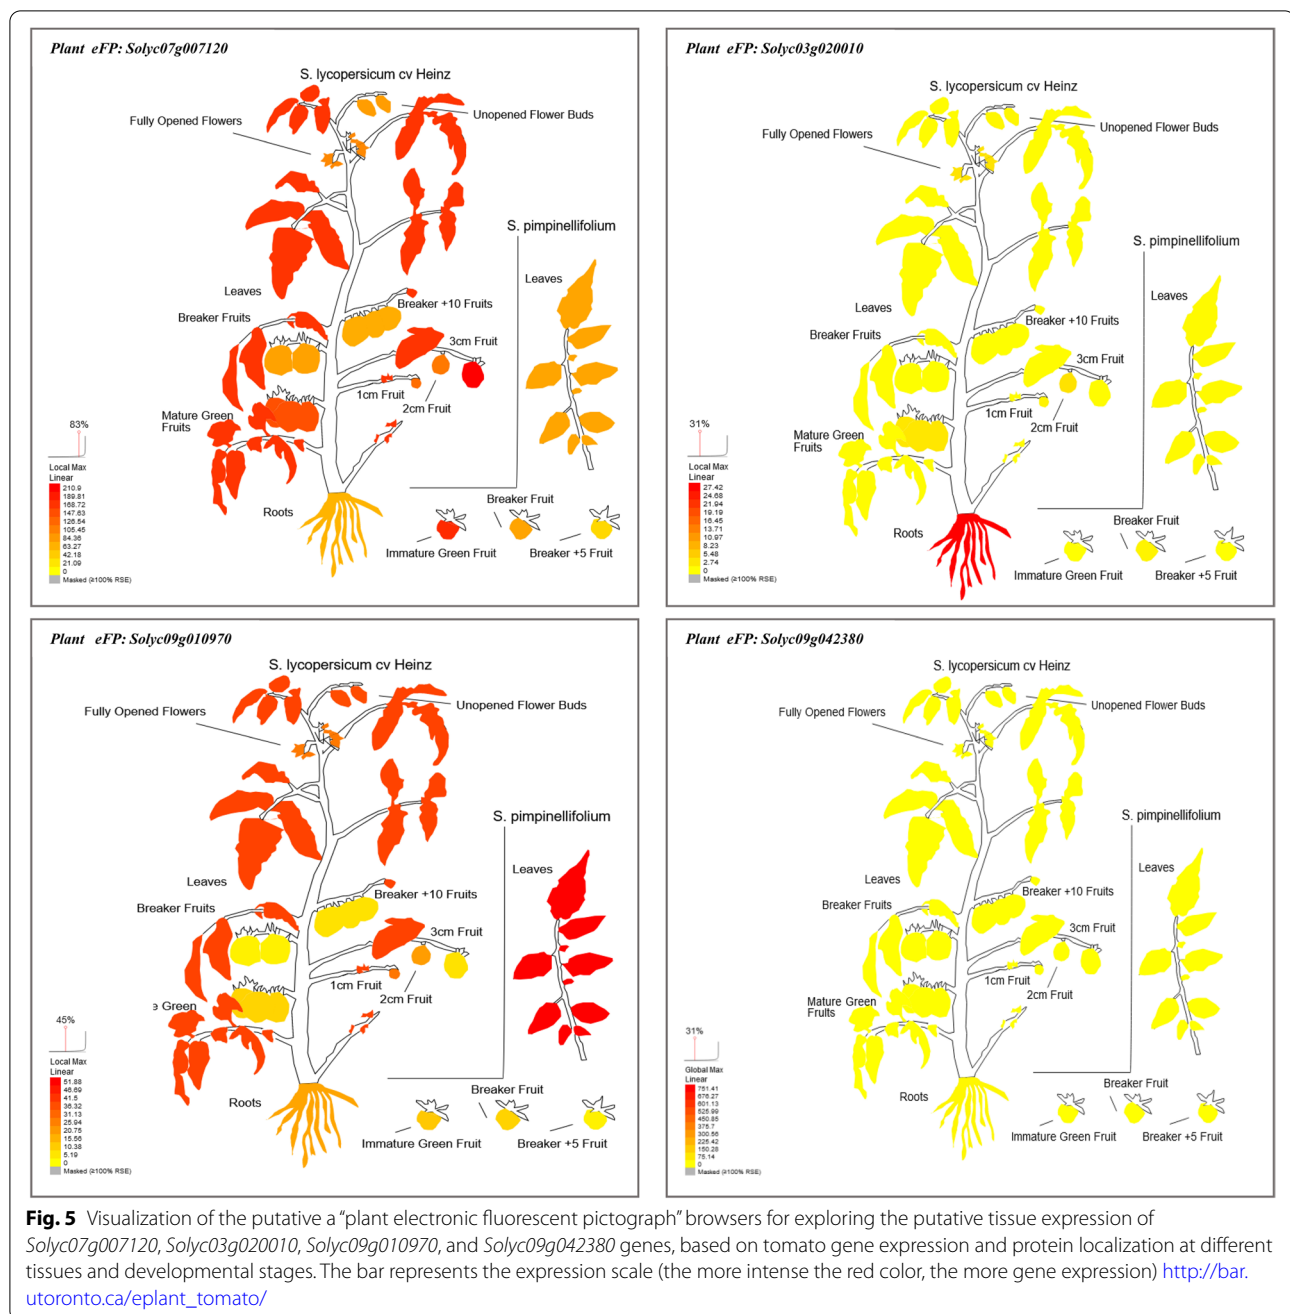 Plant eFP: Solyc07g007120
S. lycopersicum cv Heinz
Unopened Flower Buds
Fully Opened Flowers
S. pimpinellifolium
Leaves
Leaves
Breaker +10 Fruits
Breaker Fruits
3cm Fruit
1cm Fruit
2cm Fruit
Mature Green
Fruits
83%
Local Max
Linear
210.9
189.81
168.72
147.63
126.54
105.45
84.36
63.27
42.18
21.09
0
Masked (≥100% RSE)
Roots
Breaker Fruit
Immature Green Fruit
Breaker +5 Fruit
Plant eFP: Solyc03g020010
S. lycopersicum cv Heinz
Unopened Flower Buds
Fully Opened Flowers
S. pimpinellifolium
Leaves
Leaves
Breaker +10 Fruits
Breaker Fruits
3cm Fruit
1cm Fruit
2cm Fruit
Mature Green
Fruits
31%
Local Max
Linear
27.42
24.68
21.94
19.19
16.45
13.71
10.97
8.23
5.48
2.74
0
Masked (≥100% RSE)
Roots
Breaker Fruit
Immature Green Fruit
Breaker +5 Fruit
Plant eFP: Solyc09g010970
S. lycopersicum cv Heinz
Unopened Flower Buds
Fully Opened Flowers
S. pimpinellifolium
Leaves
Leaves
Breaker +10 Fruits
Breaker Fruits
3cm Fruit
1cm Fruit
2cm Fruit
e Green
45%
Local Max
Linear
51.88
46.69
41.5
36.32
31.13
25.94
20.75
15.56
10.38
5.19
0
Masked (≥100% RSE)
Roots
Breaker Fruit
Immature Green Fruit
Breaker +5 Fruit
Plant eFP: Solyc09g042380
S. lycopersicum cv Heinz
Unopened Flower Buds
Fully Opened Flowers
S. pimpinellifolium
Leaves
Leaves
Breaker +10 Fruits
Breaker Fruits
3cm Fruit
1cm Fruit
2cm Fruit
Mature Green
Fruits
31%
Global Max
Linear
751.41
676.27
601.13
525.99
450.85
375.7
300.56
225.42
150.28
75.14
0
Masked (≥100% RSE)
Roots
Breaker Fruit
Immature Green Fruit
Breaker +5 Fruit
Fig. 5 Visualization of the putative a “plant electronic fluorescent pictograph” browsers for exploring the putative tissue expression of
Solyc07g007120, Solyc03g020010, Solyc09g010970, and Solyc09g042380 genes, based on tomato gene expression and protein localization at different
tissues and developmental stages. The bar represents the expression scale (the more intense the red color, the more gene expression) http://bar.
utoronto.ca/eplant_tomato/